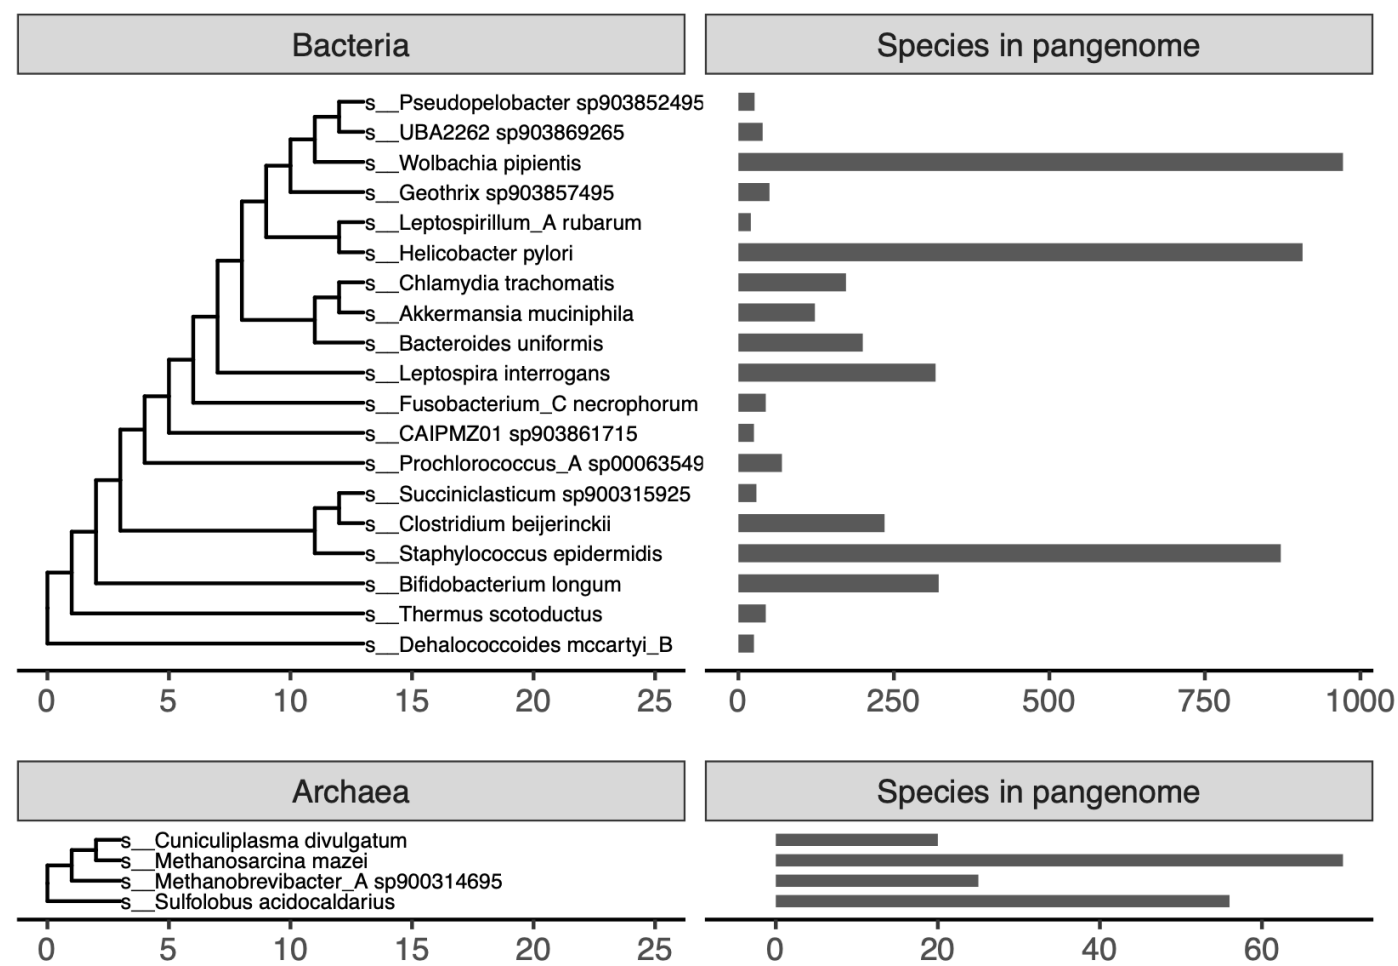 Bacteria
Species in pangenome
s__Pseudopelobacter sp903852495
s__UBA2262 sp903869265
s__Wolbachia pipientis
s__Geothrix sp903857495
s__Leptospirillum_A rubarum
s__Helicobacter pylori
s__Chlamydia trachomatis
s__Akkermansia muciniphila
s__Bacteroides uniformis
s__Leptospira interrogans
s__Fusobacterium_C necrophorum
s__CAIPMZ01 sp903861715
s__Prochlorococcus_A sp00063549
s__Succiniclasticum sp900315925
s__Clostridium beijerinckii
s__Staphylococcus epidermidis
s__Bifidobacterium longum
s__Thermus scotoductus
s__Dehalococcoides mccartyi_B
0 5 10 15 20 25
0 250 500 750 1000
Archaea
Species in pangenome
s__Cuniculiplasma divulgatum
s__Methanosarcina mazei
s__Methanobrevibacter_A sp900314695
s__Sulfolobus acidocaldarius
0 5 10 15 20 25
0 20 40 60